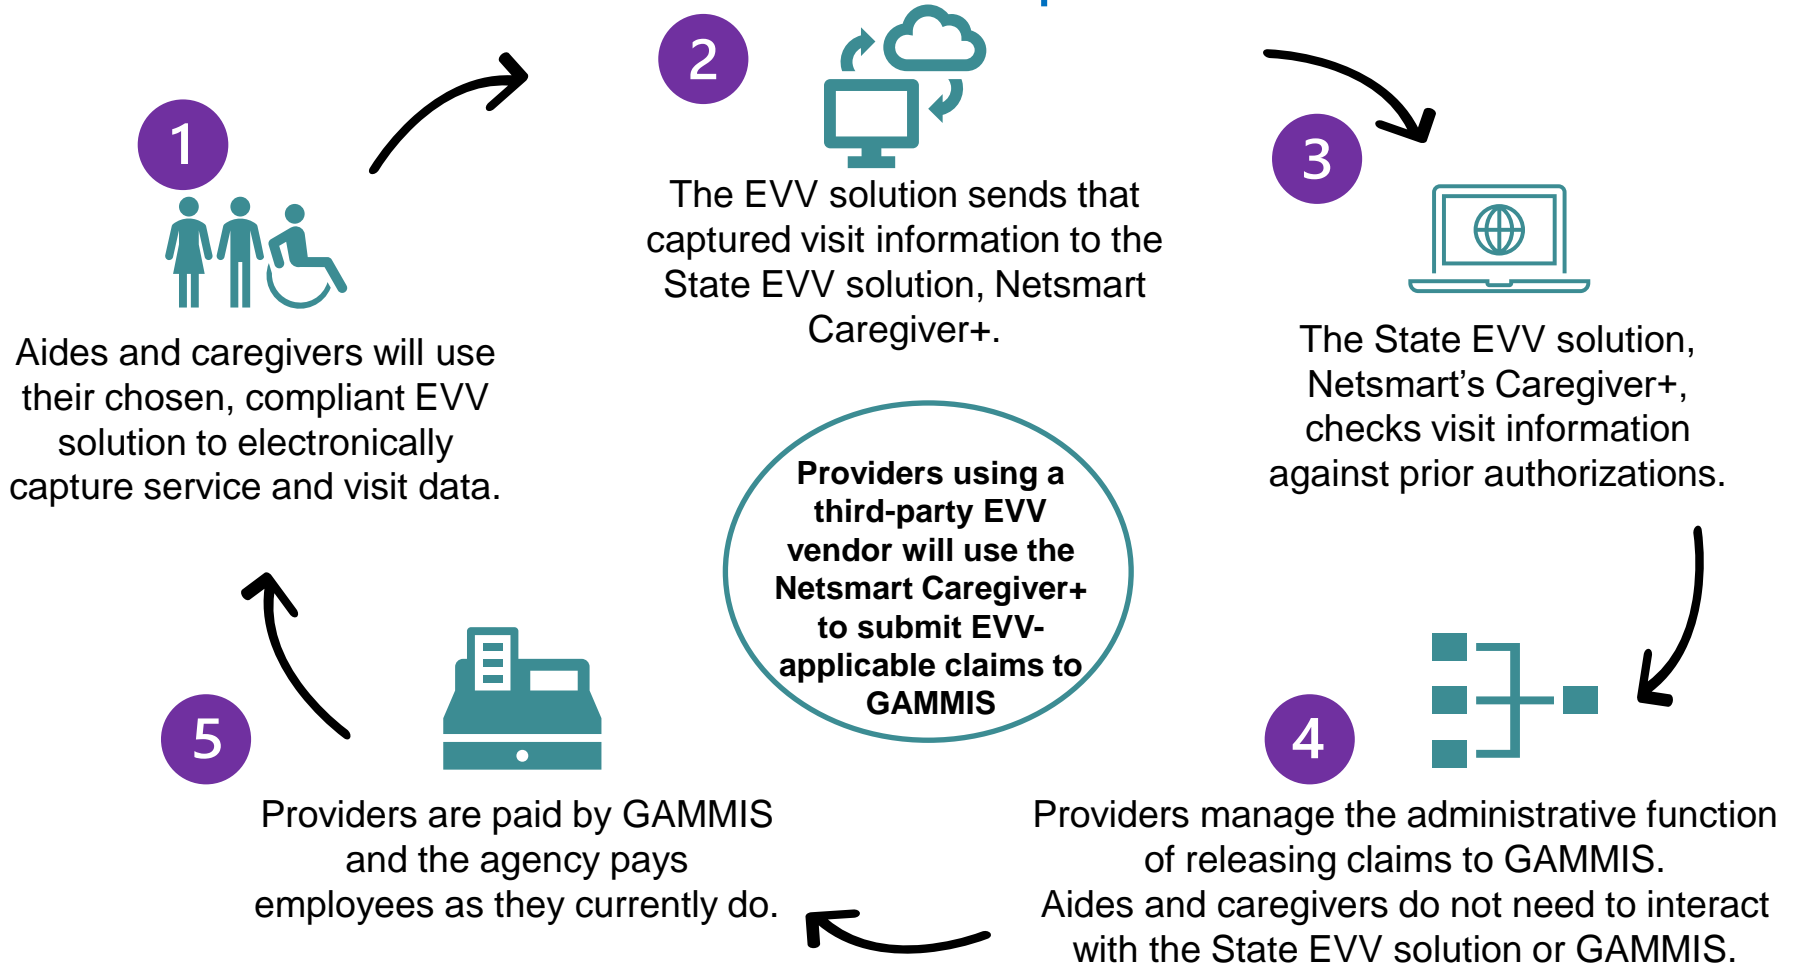 1
Aides and caregivers will use
their chosen, compliant EVV
solution to electronically
capture service and visit data.
2
The EVV solution sends that
captured visit information to the
State EVV solution, Netsmart
Caregiver+.
3
The State EVV solution,
Netsmart’s Caregiver+,
checks visit information
against prior authorizations.
Providers using a
third-party EVV
vendor will use the
Netsmart Caregiver+
to submit EVV-
applicable claims to
GAMMIS
4
Providers manage the administrative function
of releasing claims to GAMMIS.
Aides and caregivers do not need to interact
with the State EVV solution or GAMMIS.
5
Providers are paid by GAMMIS
and the agency pays
employees as they currently do.